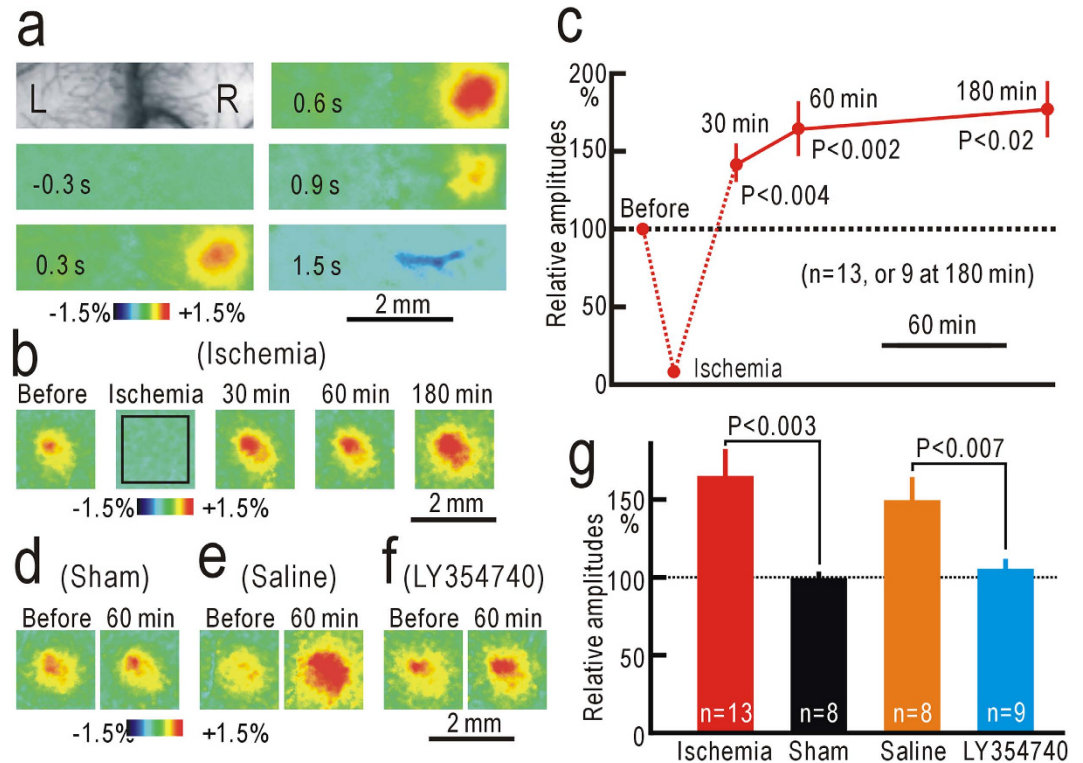 a
L R
-0.3 s
0.3 s
-1.5% +1.5%
0.6 s
0.9 s
1.5 s
2 mm
b
(Ischemia)
Before Ischemia 30 min 60 min 180 min
-1.5% +1.5%
2 mm
c
Relative amplitudes
200
%
150
100
50
0
Before
Ischemia
30 min
P<0.004
60 min
P<0.002
180 min
P<0.02
(n=13, or 9 at 180 min)
60 min
d (Sham)
Before 60 min
e (Saline)
Before 60 min
f (LY354740)
Before 60 min
-1.5% +1.5%
2 mm
g
Relative amplitudes
150
%
100
50
0
P<0.003
P<0.007
n=13 n=8 n=8 n=9
Ischemia Sham Saline LY354740